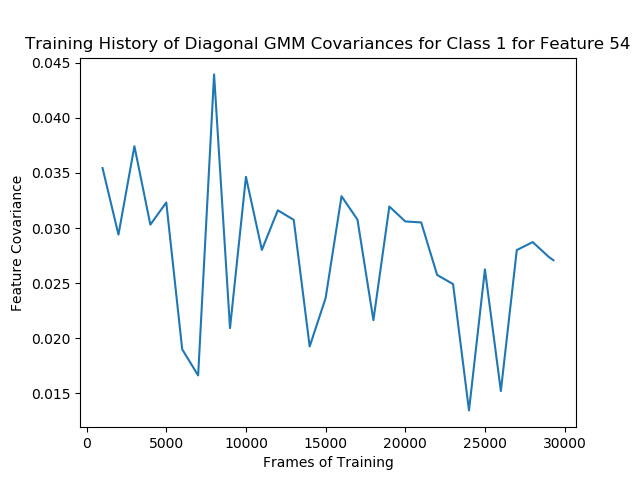 Training History of Diagonal GMM Covariances for Class 1 for Feature 54
0.045
0.040
0.035
0.030
0.025
0.020
0.015
Feature Covariance
0 5000 10000 15000 20000 25000 30000
Frames of Training